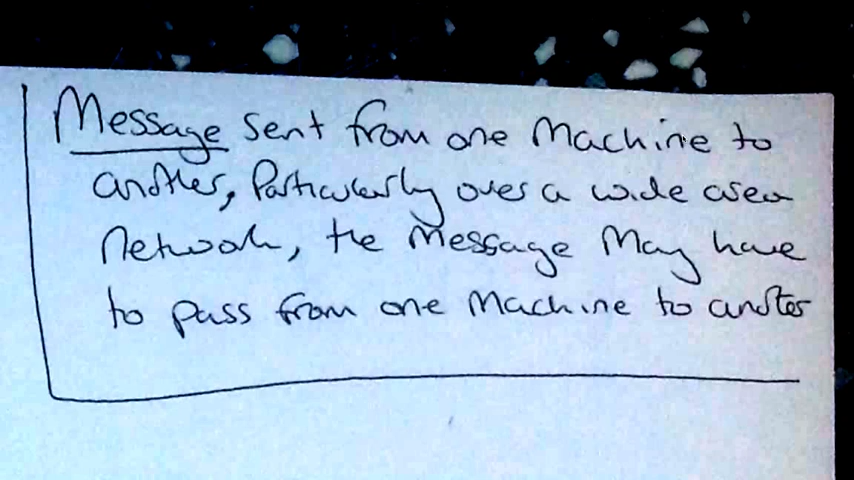 Message sent from one Machine to
another, Particularly over a wide area
Network, the Message May have
to pass from one Machine to another